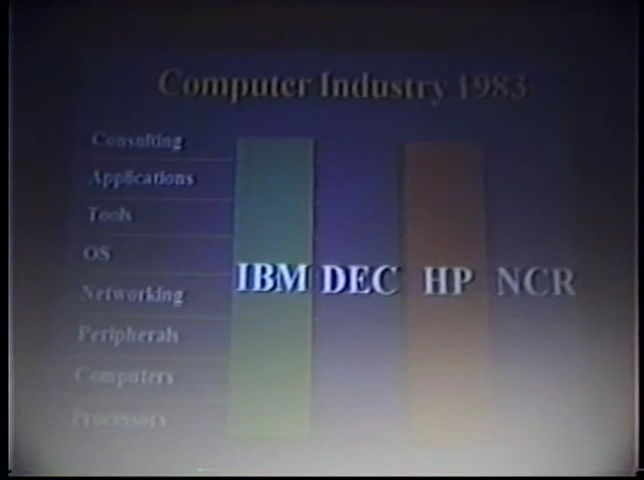 Computer Industry 1983
Consulting
Applications
Tools
OS
Networking
Peripherals
Computers
Processors
IBM DEC HP NCR